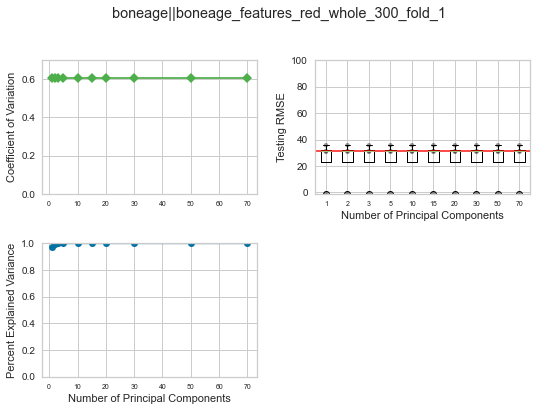 boneage||boneage_features_red_whole_300_fold_1
Coefficient of Variation
0.6
0.4
0.2
0.0
0 10 15 20 30 40 50 60 70
Testing RMSE
100
80
60
40
20
0
1 2 3 5 10 15 20 30 50 70
Number of Principal Components
Percent Explained Variance
1.0
0.8
0.6
0.4
0.2
0.0
0 10 20 30 40 50 60 70
Number of Principal Components